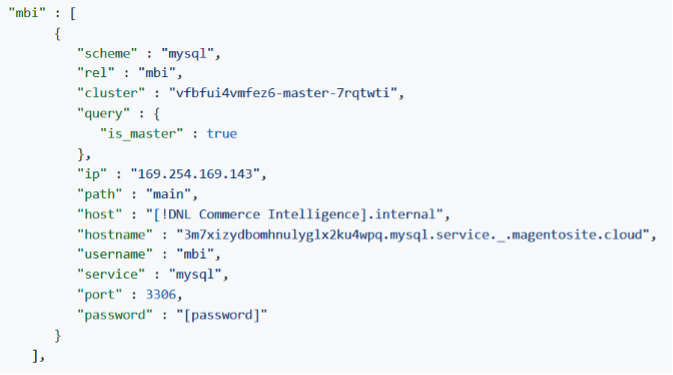 "mbi" : [
{
"scheme" : "mysql",
"rel" : "mbi",
"cluster" : "vfbfui4vmfez6-master-7rqtwti",
"query" : {
"is_master" : true
},
"ip" : "169.254.169.143",
"path" : "main",
"host" : "[!DNL Commerce Intelligence].internal",
"hostname" : "3m7xizydbomhnulyglx2ku4wpq.mysql.service._.magentosite.cloud",
"username" : "mbi",
"service" : "mysql",
"port" : 3306,
"password" : "[password]"
}
],